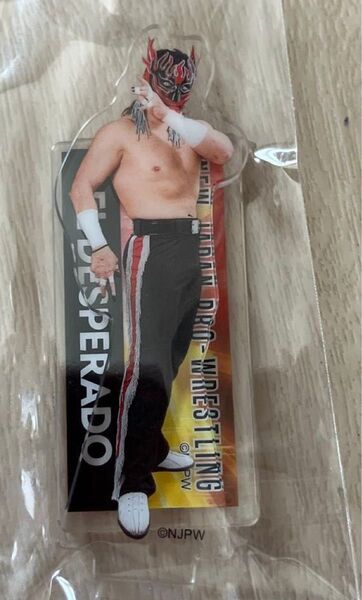 EL DESPERADO
NEW JAPAN PRO-WRESTLING
©NJPW
©NJPW